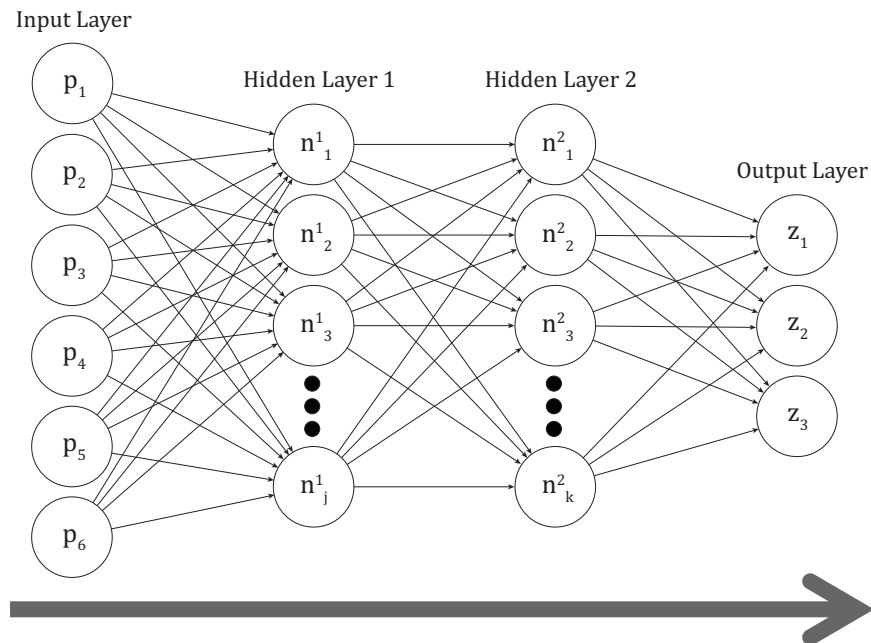 Input Layer
p₁
p₂
p₃
p₄
p₅
p₆
Hidden Layer 1
n¹₁
n¹₂
n¹₃
n¹ⱼ
Hidden Layer 2
n²₁
n²₂
n²₃
n²ₖ
Output Layer
z₁
z₂
z₃